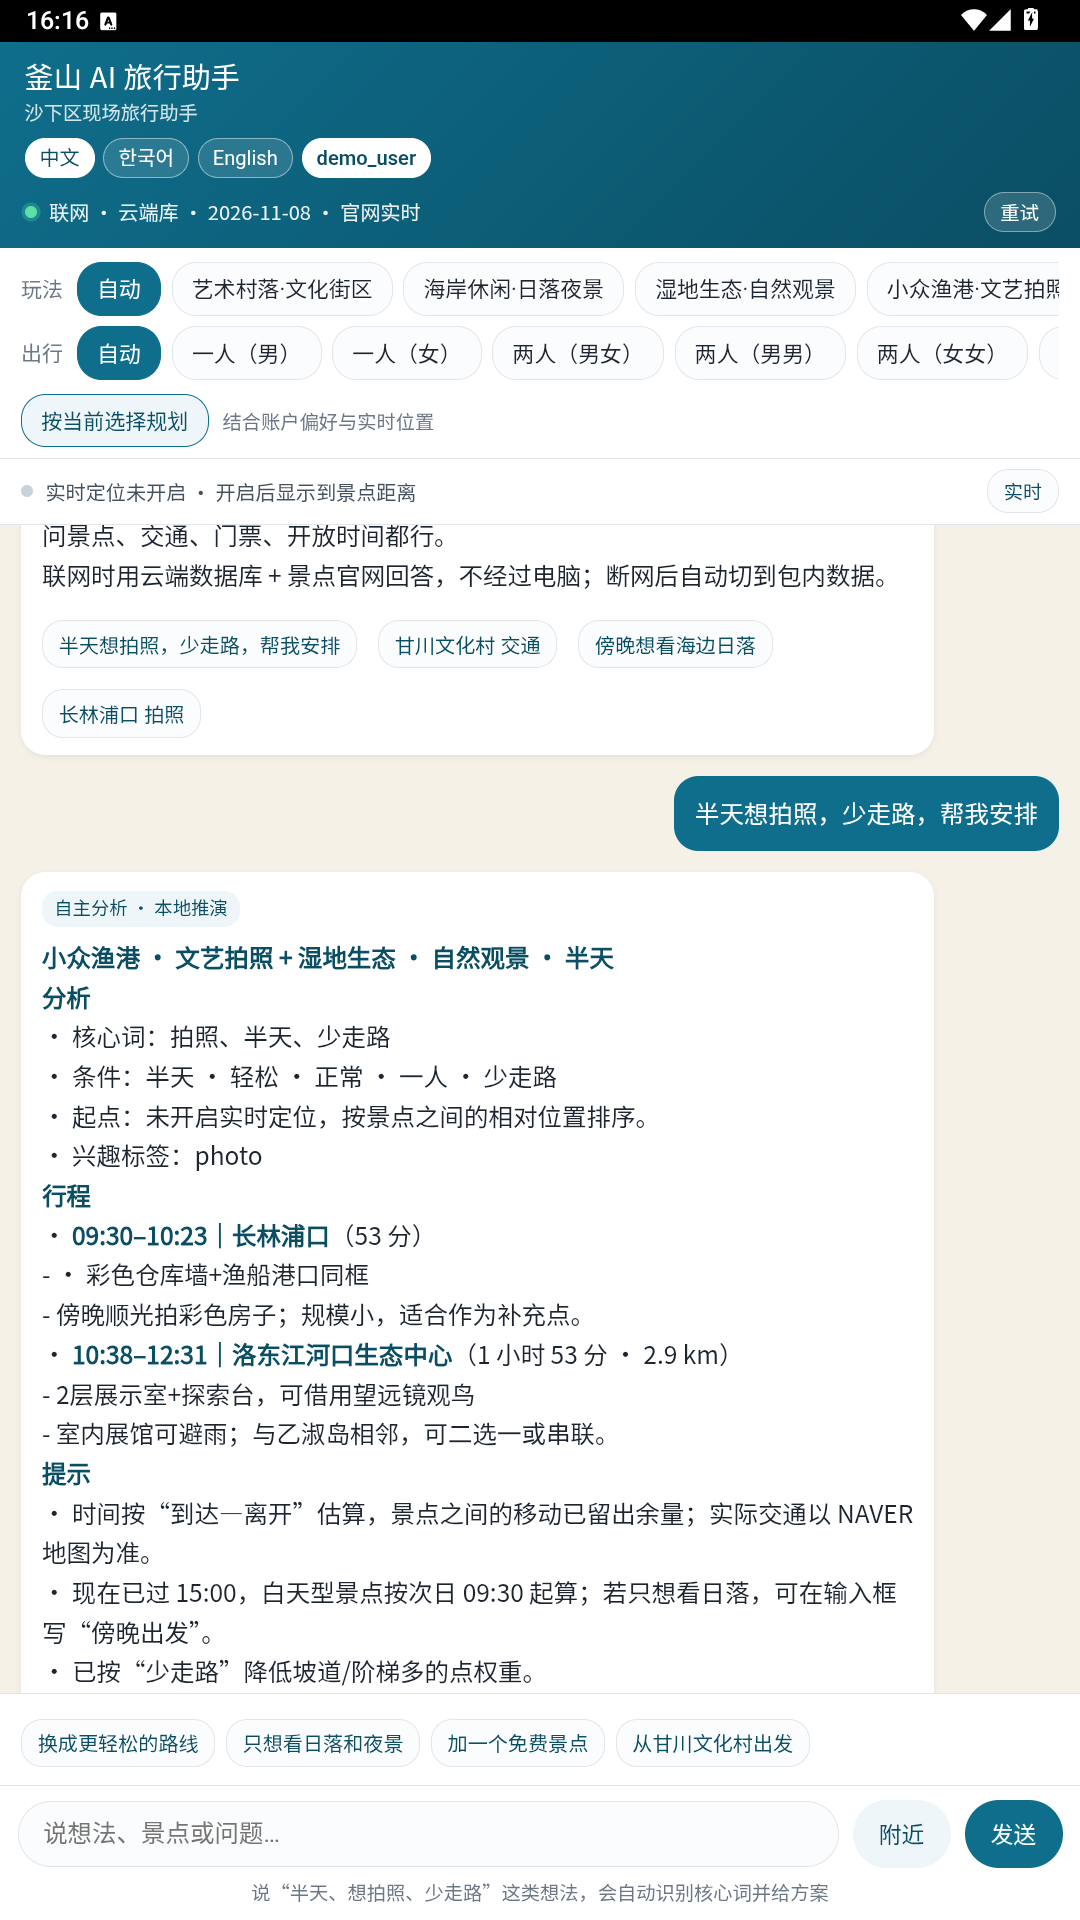 16:16 A
釜山 AI 旅行助手
沙下区现场旅行助手
中文 한국어 English demo_user
联网 · 云端库 · 2026-11-08 · 官网实时 重试
玩法 自动 艺术村落·文化街区 海岸休闲·日落夜景 湿地生态·自然观景 小众渔港·文艺拍照
出行 自动 一人（男） 一人（女） 两人（男女） 两人（男男） 两人（女女）
按当前选择规划 结合账户偏好与实时位置
实时定位未开启 · 开启后显示到景点距离 实时
问景点、交通、门票、开放时间都行。
联网时用云端数据库 + 景点官网回答，不经过电脑；断网后自动切到包内数据。
半天想拍照，少走路，帮我安排 甘川文化村 交通 傍晚想看海边日落
长林浦口 拍照
半天想拍照，少走路，帮我安排
自主分析 · 本地推演
小众渔港 · 文艺拍照 + 湿地生态 · 自然观景 · 半天
分析
· 核心词：拍照、半天、少走路
· 条件：半天 · 轻松 · 正常 · 一人 · 少走路
· 起点：未开启实时定位，按景点之间的相对位置排序。
· 兴趣标签：photo
行程
· 09:30–10:23｜长林浦口（53 分）
- · 彩色仓库墙+渔船港口同框
- 傍晚顺光拍彩色房子；规模小，适合作为补充点。
· 10:38–12:31｜洛东江河口生态中心（1 小时 53 分 · 2.9 km）
- 2层展示室+探索台，可借用望远镜观鸟
- 室内展馆可避雨；与乙淑岛相邻，可二选一或串联。
提示
· 时间按“到达—离开”估算，景点之间的移动已留出余量；实际交通以 NAVER
地图为准。
· 现在已过 15:00，白天型景点按次日 09:30 起算；若只想看日落，可在输入框
写“傍晚出发”。
· 已按“少走路”降低坡道/阶梯多的点权重。
换成更轻松的路线 只想看日落和夜景 加一个免费景点 从甘川文化村出发
说想法、景点或问题... 附近 发送
说“半天、想拍照、少走路”这类想法，会自动识别核心词并给方案